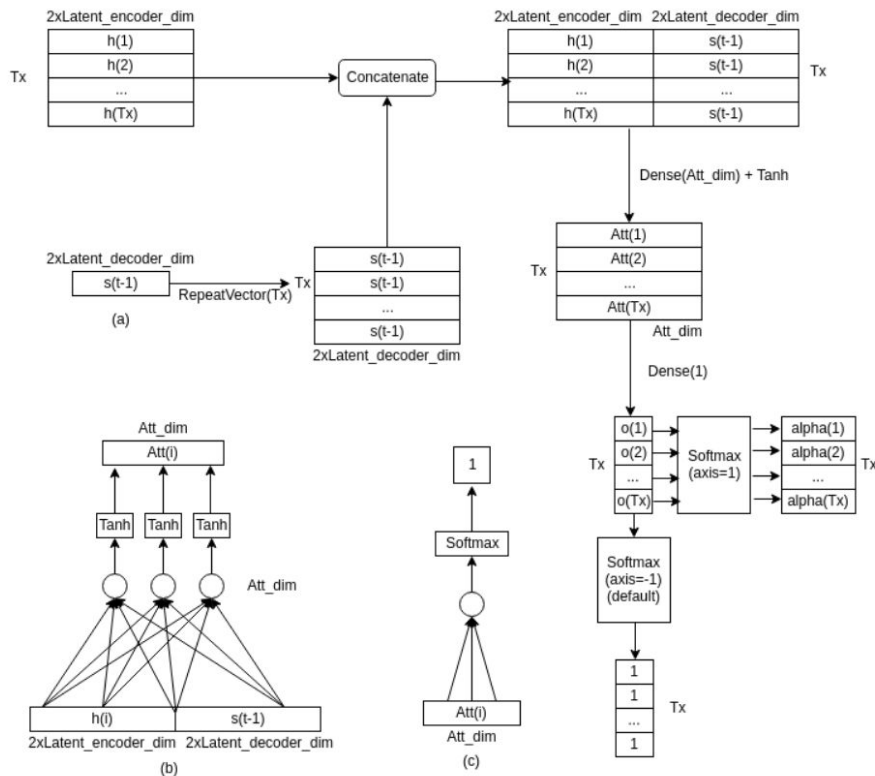 2xLatent_encoder_dim
h(1)
h(2)
...
h(Tx)
Tx
Concatenate
2xLatent_encoder_dim 2xLatent_decoder_dim
h(1) s(t-1)
h(2) s(t-1)
... ...
h(Tx) s(t-1)
Tx
Dense(Att_dim) + Tanh
2xLatent_decoder_dim
s(t-1)
RepeatVector(Tx)
(a)
Tx
s(t-1)
s(t-1)
...
s(t-1)
2xLatent_decoder_dim
Tx
Att(1)
Att(2)
...
Att(Tx)
Att_dim
Dense(1)
Tx
o(1)
o(2)
...
o(Tx)
Softmax
(axis=1)
alpha(1)
alpha(2)
...
alpha(Tx)
Tx
Softmax
(axis=-1)
(default)
1
1
...
1
Tx
Att_dim
Att(i)
Tanh Tanh Tanh
Att_dim
h(i) s(t-1)
2xLatent_encoder_dim 2xLatent_decoder_dim
(b)
1
Softmax
Att(i)
Att_dim
(c)